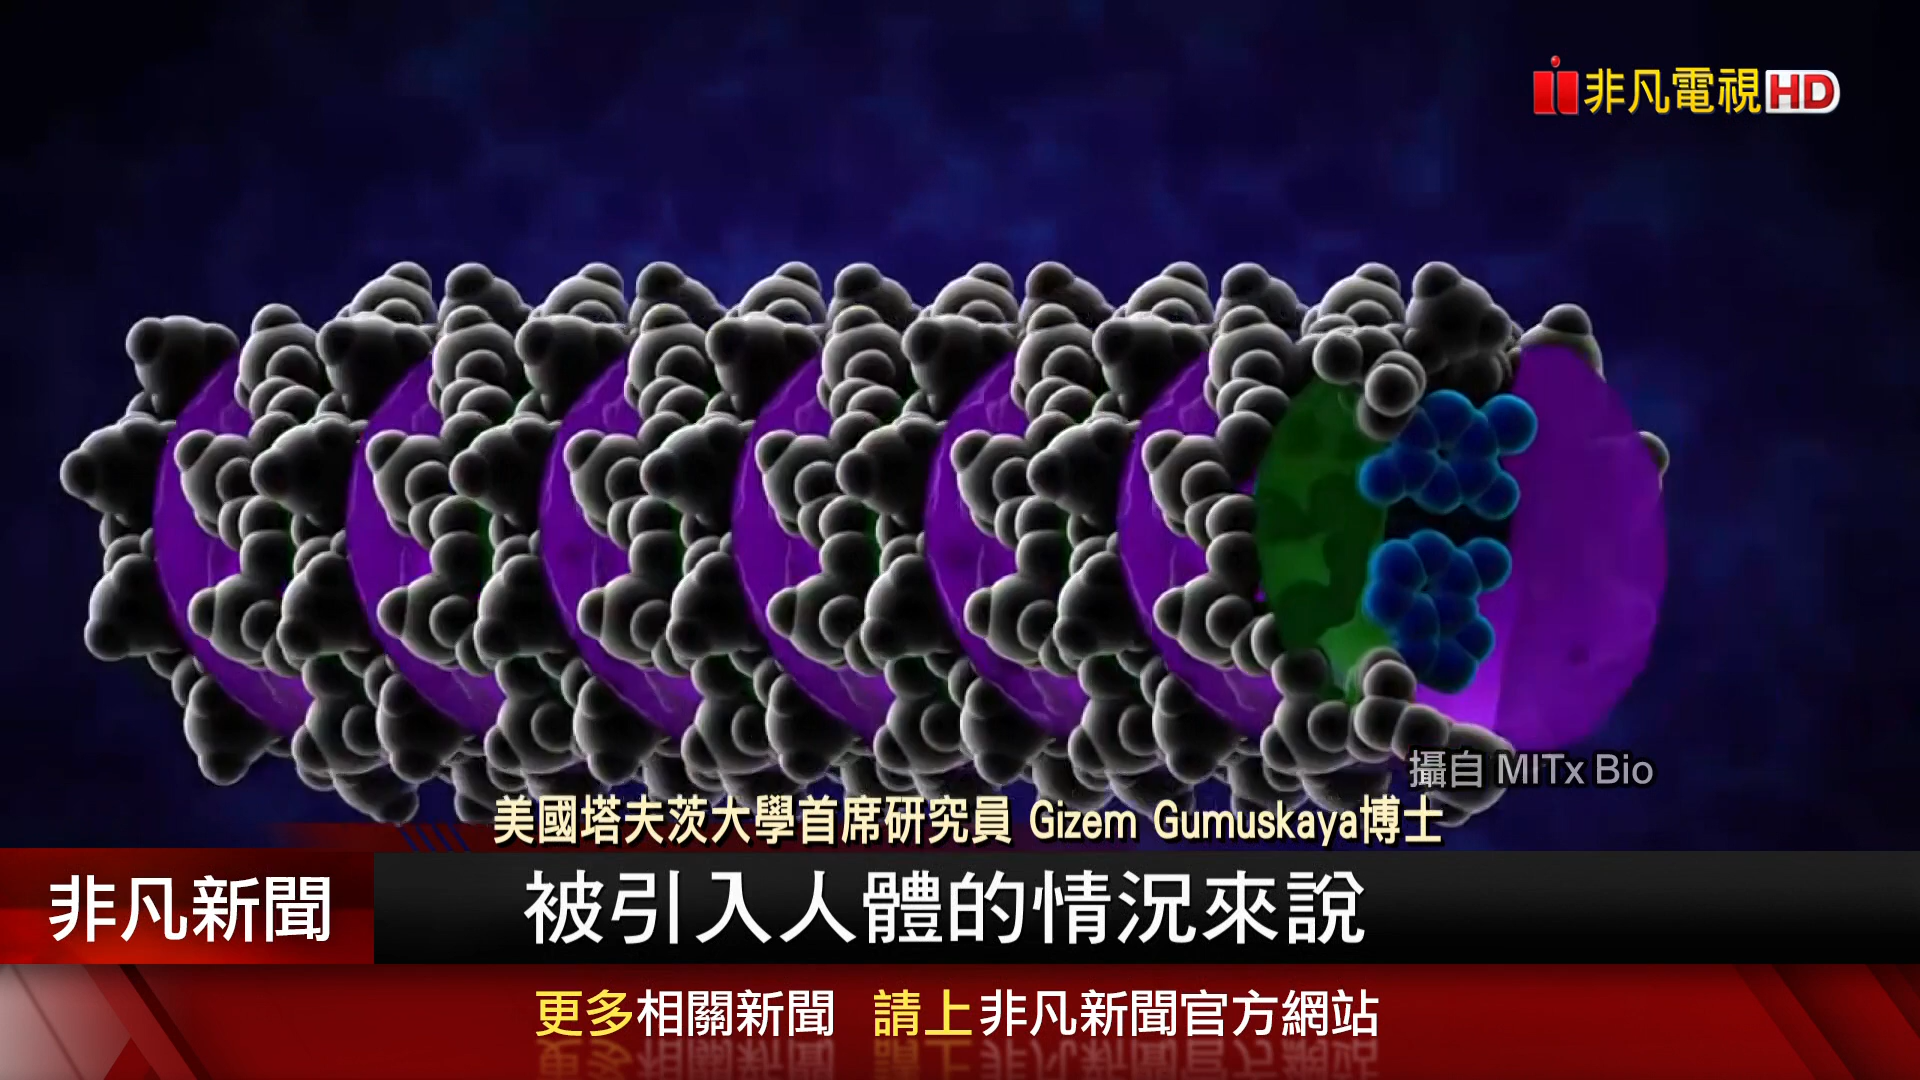 非凡電視HD
攝自 MITx Bio
美國塔夫茨大學首席研究員 Gizem Gumuskaya博士
非凡新聞
被引入人體的情況來說
更多相關新聞 請上非凡新聞官方網站